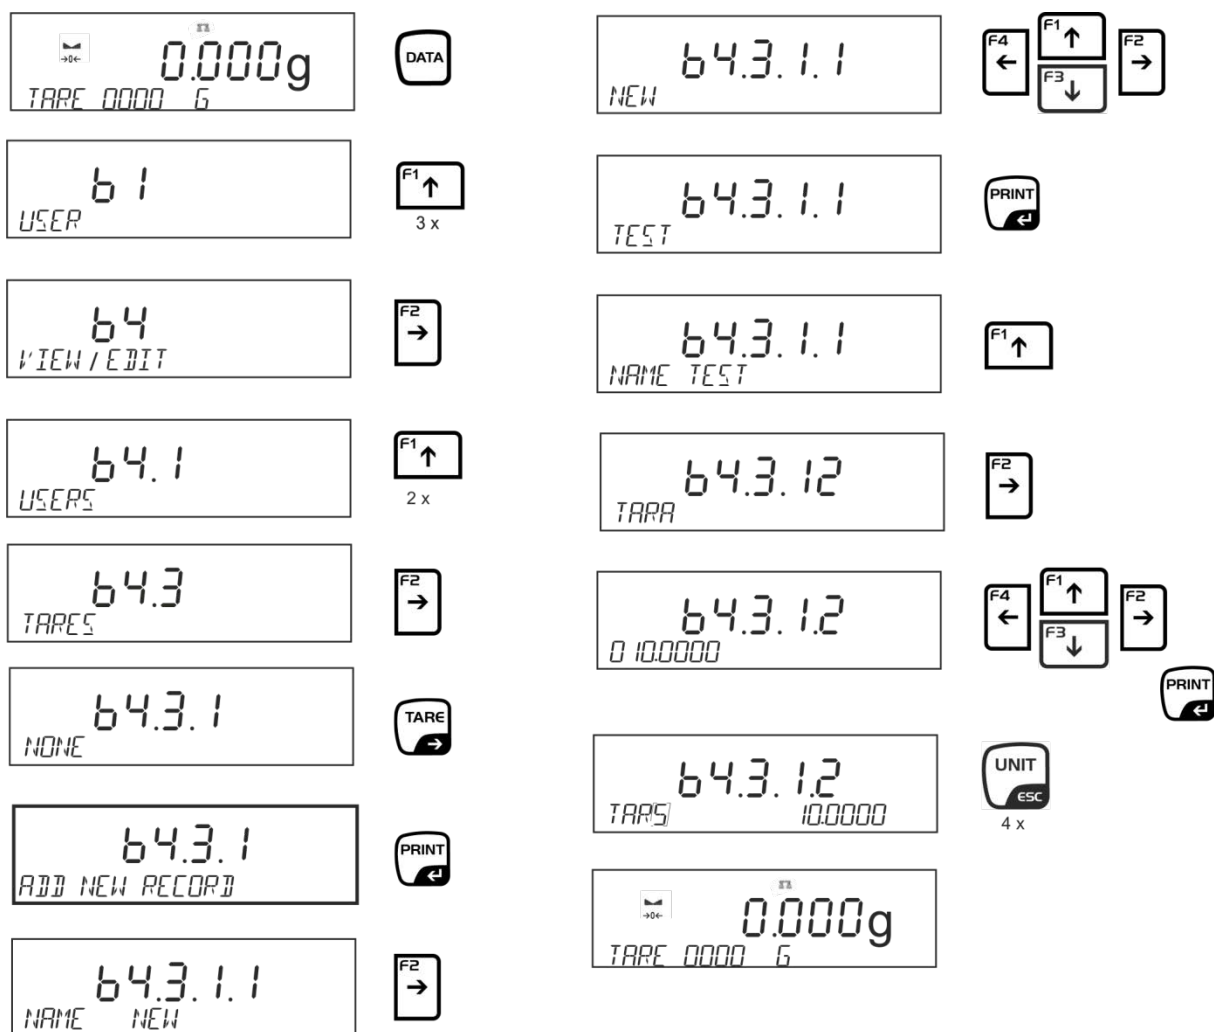 →0←
0.000g
TARE 0000 G
DATA
b1
USER
F1 ↑
3 x
b4
VIEW / EDIT
F2 →
b4.1
USERS
F1 ↑
2 x
b4.3
TARES
F2 →
b4.3.1
NONE
TARE →
b4.3.1
ADD NEW RECORD
PRINT
b4.3.1.1
NAME NEW
F2 →
b4.3.1.1
NEW
F4 ←
F1 ↑
F3 ↓
F2 →
b4.3.1.1
TEST
PRINT
b4.3.1.1
NAME TEST
F1 ↑
b4.3.12
TARA
F2 →
b4.3.1.2
010.0000
F4 ←
F1 ↑
F3 ↓
F2 →
PRINT
b4.3.1.2
TARS 10.0000
UNIT
ESC
4 x
→0←
0.000g
TARE 0000 G